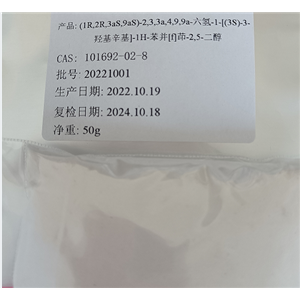 产品: (1R,2R,3aS,9aS)-2,3,3a,4,9,9a-六氢-1-[(3S)-3-
羟基辛基]-1H-苯并[f]茚-2,5-二醇
CAS: 101692-02-8
批号: 20221001
生产日期: 2022.10.19
复检日期: 2024.10.18
净重: 50g